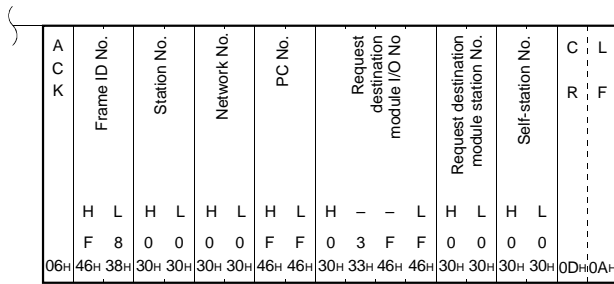 A C K
Frame ID No.
Station No.
Network No.
PC No.
Request destination module I/O No
Request destination module station No.
Self-station No.
C R
L F
H L H L H L H L H – – L H L H L
F 8 0 0 0 0 F F 0 3 F F 0 0 0 0
06H 46H 38H 30H 30H 30H 30H 46H 46H 30H 33H 46H 46H 30H 30H 30H 30H 0DH 0AH